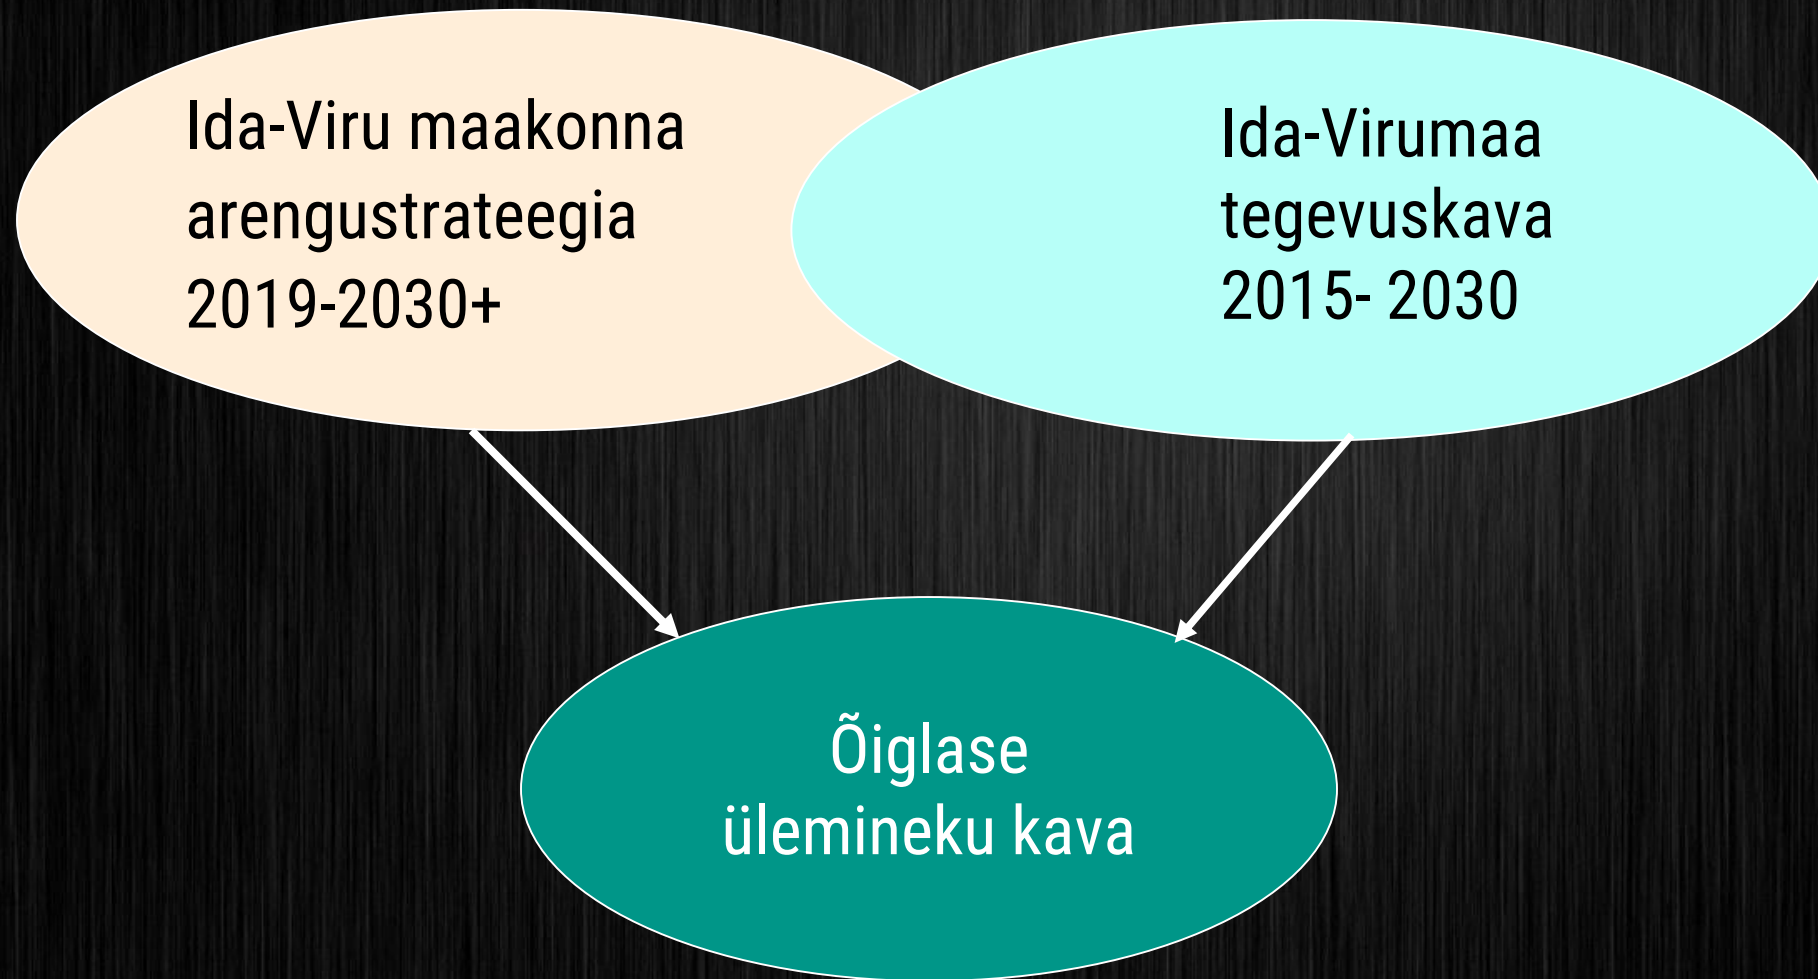 Ida-Viru maakonna
arengustrateegia
2019-2030+
Ida-Virumaa
tegevuskava
2015- 2030
Õiglase
ülemineku kava